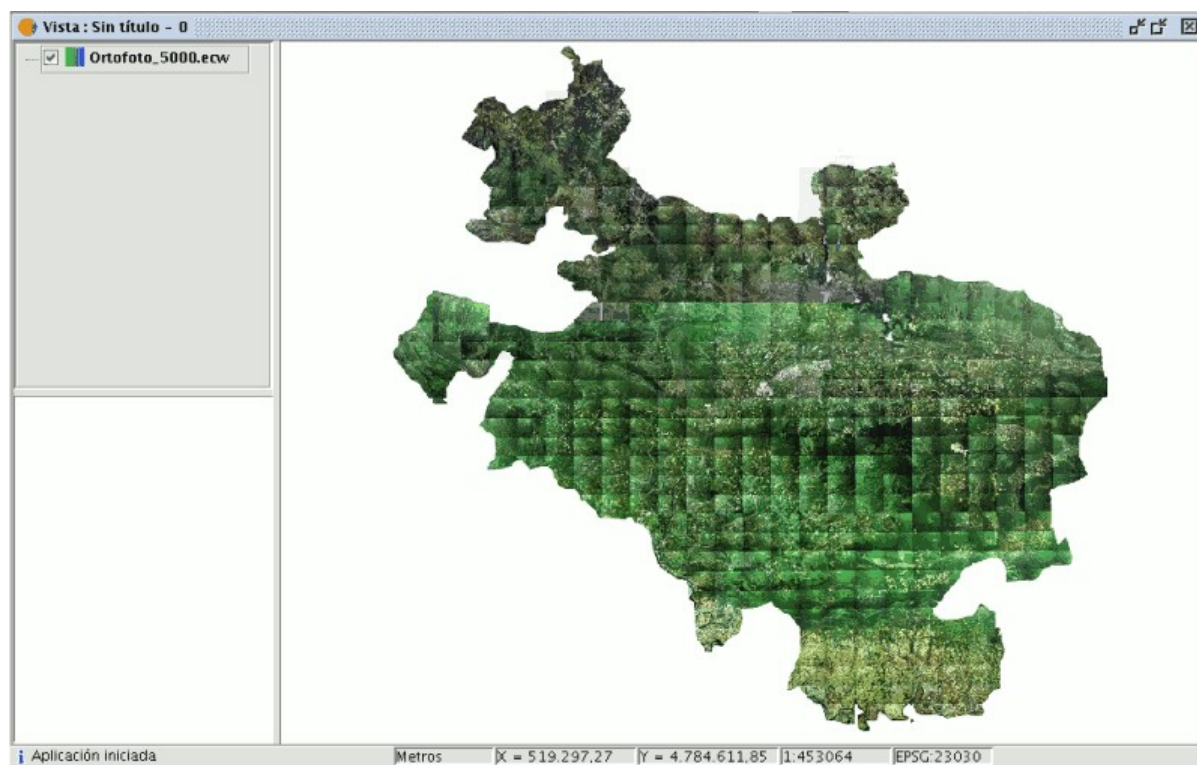 Vista : Sin título - 0
Ortofoto_5000.ecw
Aplicación iniciada
Metros
X = 519.297,27
Y = 4.784.611,85
1:453064
EPSG:23030